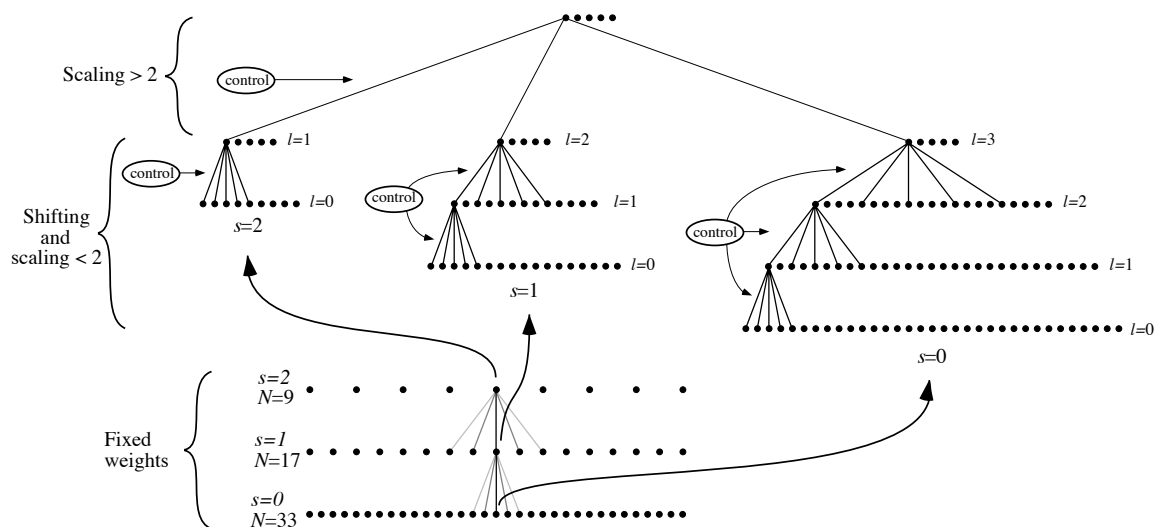 Scaling > 2
control
l=1
l=2
l=3
control
l=0
s=2
control
l=1
l=0
s=1
control
l=2
l=1
l=0
s=0
Shifting
and
scaling < 2
Fixed
weights
s=2
N=9
s=1
N=17
s=0
N=33